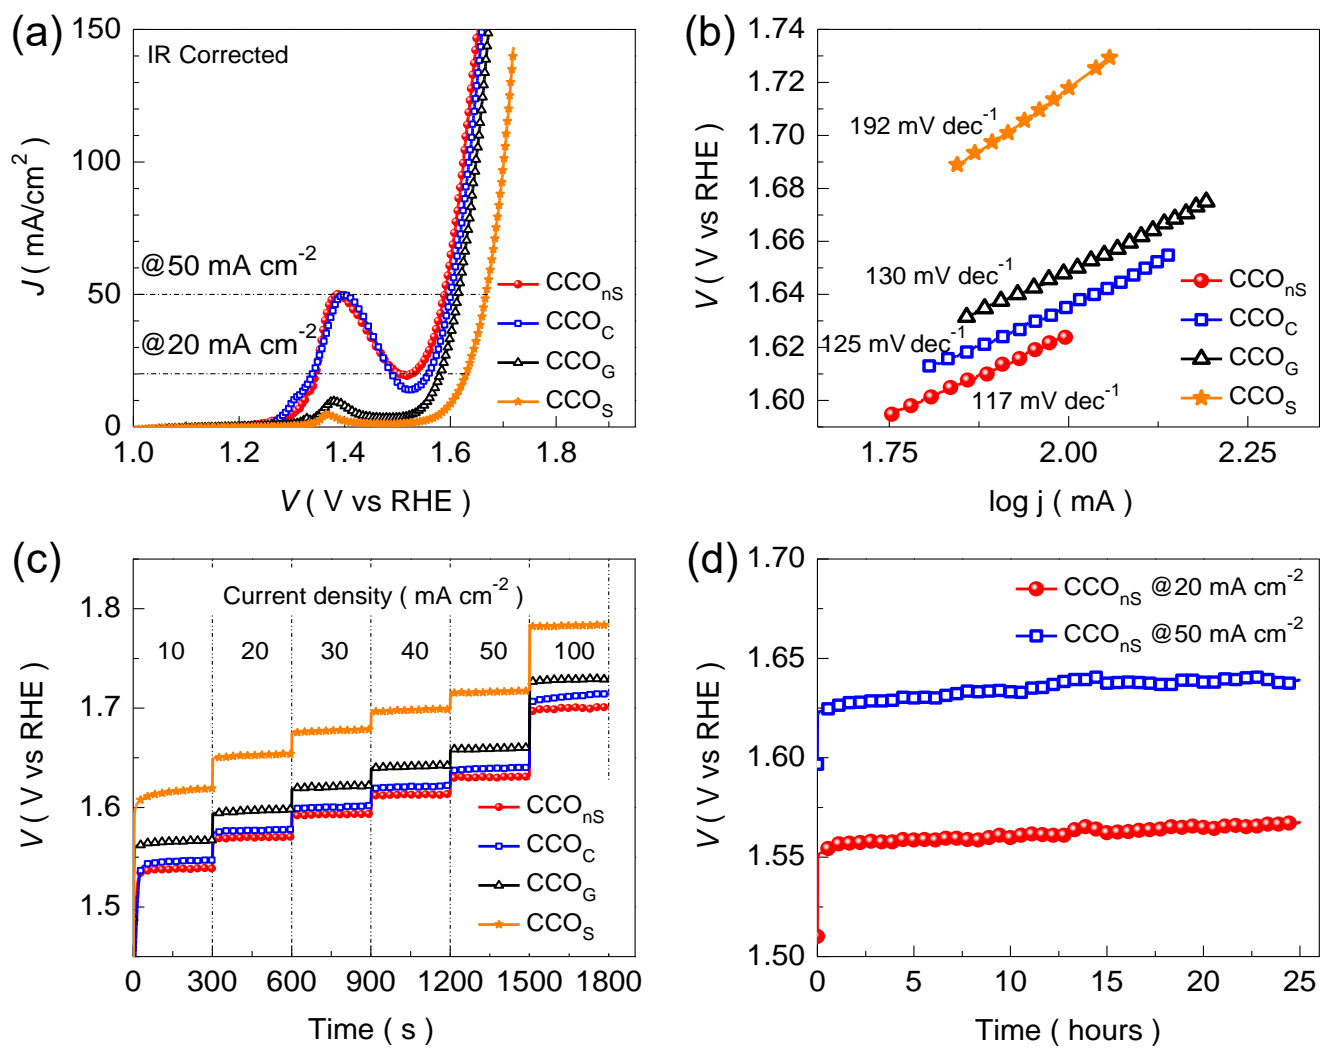 (a)
IR Corrected
150
100
50
0
J ( mA/cm²)
@50 mA cm⁻²
@20 mA cm⁻²
CCOnS
CCOC
CCOG
CCOS
1.0 1.2 1.4 1.6 1.8
V ( V vs RHE )
(b)
1.74
1.72
1.70
1.68
1.66
1.64
1.62
1.60
V ( V vs RHE)
192 mV dec⁻¹
130 mV dec⁻¹
125 mV dec⁻¹
117 mV dec⁻¹
CCOnS
CCOC
CCOG
CCOS
1.75 2.00 2.25
log j ( mA )
(c)
Current density ( mA cm⁻² )
10 20 30 40 50 100
1.8
1.7
1.6
1.5
V ( V vs RHE )
CCOnS
CCOC
CCOG
CCOS
0 300 600 900 1200 1500 1800
Time ( s )
(d)
1.70
1.65
1.60
1.55
1.50
V ( V vs RHE )
CCOnS @20 mA cm⁻²
CCOnS @50 mA cm⁻²
0 5 10 15 20 25
Time ( hours )